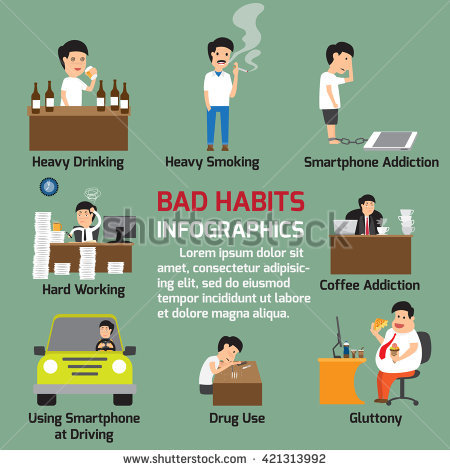 Heavy Drinking
Heavy Smoking
Smartphone Addiction
BAD HABITS
INFOGRAPHICS
Lorem ipsum dolor sit
amet, consectetur adipisic-
ing elit, sed do eiusmod
tempor incididunt ut labore
et dolore magna aliqua.
Hard Working
Coffee Addiction
Using Smartphone
at Driving
Drug Use
Gluttony
shutterstock
www.shutterstock.com · 421313992